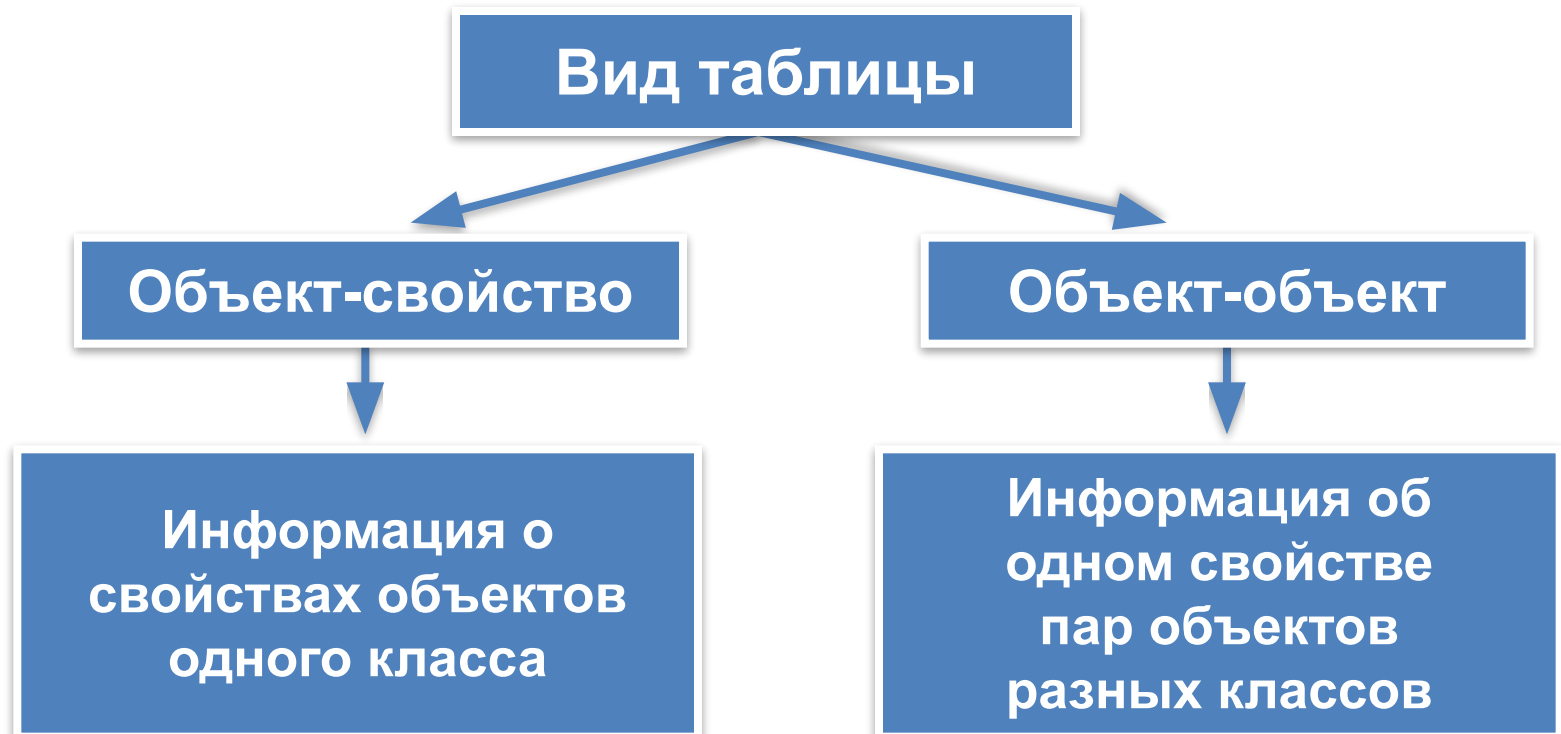 Вид таблицы
Объект-свойство
Объект-объект
Информация о
свойствах объектов
одного класса
Информация об
одном свойстве
пар объектов
разных классов